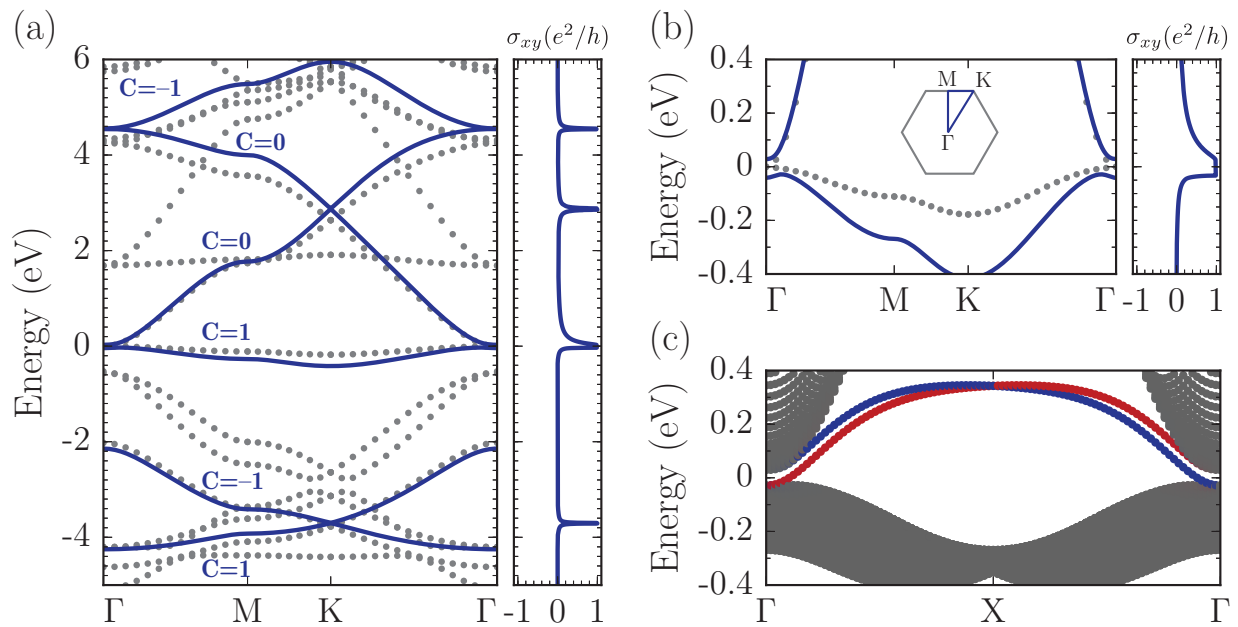 (a)
σxy(e²/h)
Energy (eV)
6
4
2
0
-2
-4
C=–1
C=0
C=0
C=1
C=–1
C=1
Γ M K Γ
-1 0 1
(b)
σxy(e²/h)
Energy (eV)
0.4
0.2
0
-0.2
-0.4
M K
Γ
Γ M K Γ
-1 0 1
(c)
Energy (eV)
0.4
0.2
0
-0.2
-0.4
Γ X Γ